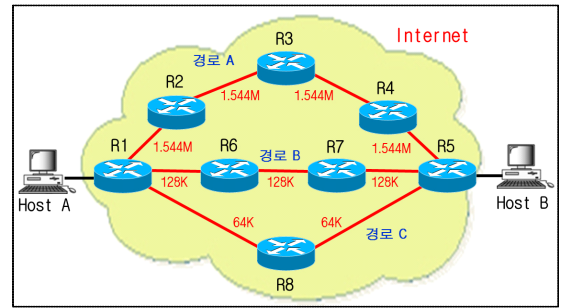 Internet
R3
경로 A
R2
1.544M
1.544M
R4
R1
1.544M
R6
경로 B
R7
1.544M
R5
128K
128K
128K
Host A
Host B
64K
64K
경로 C
R8